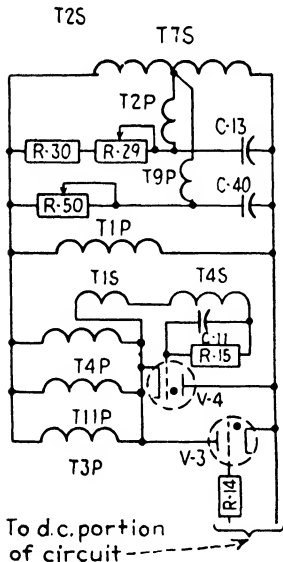 T2S
T7S
T2P
C-13
R-30
R-29
T9P
C-40
R-50
T1P
T1S
T4S
C-11
R-15
T4P
V-4
T11P
V-3
T3P
R-14
To d.c. portion
of circuit